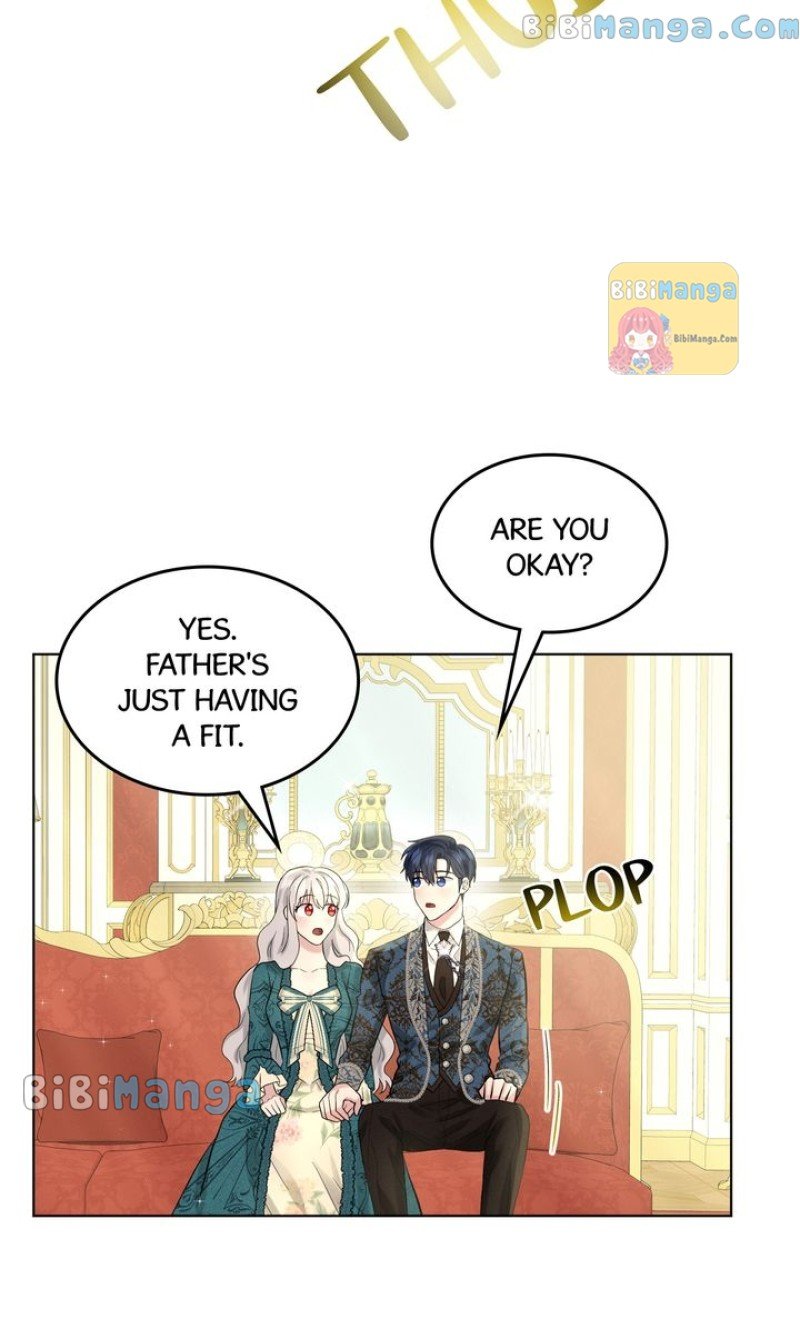 BiBiManga.Com
BiBiManga
BibiManga.Com
ARE YOU
OKAY?
YES.
FATHER'S
JUST HAVING
A FIT.
PLOP
BiBiManga